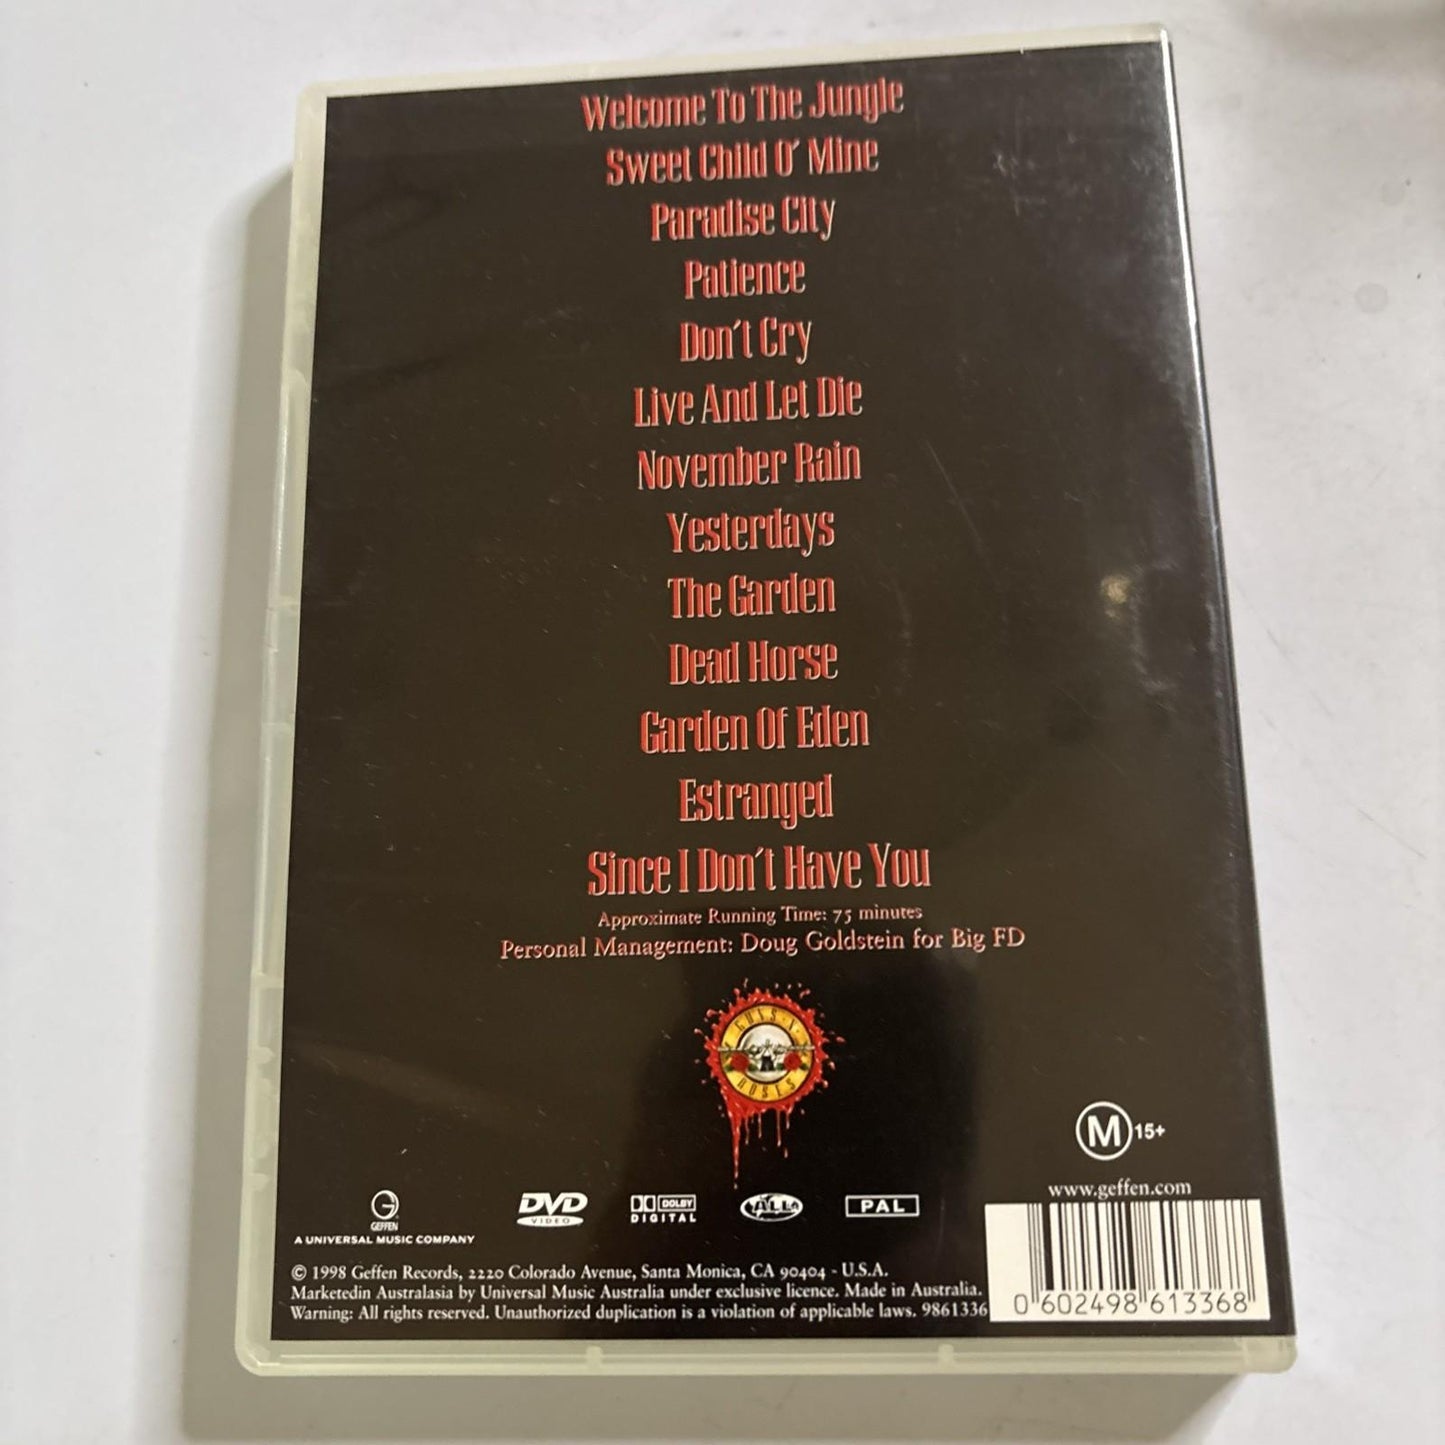 Welcome To The Jungle
Sweet Child O' Mine
Paradise City
Patience
Don't Cry
Live And Let Die
November Rain
Yesterdays
The Garden
Dead Horse
Garden Of Eden
Estranged
Since I Don't Have You
Approximate Running Time: 75 minutes
Personal Management: Doug Goldstein for Big FD
GUNS N'
ROSES
M 15+
www.geffen.com
GEFFEN
A UNIVERSAL MUSIC COMPANY
DVD
VIDEO
DOLBY
DIGITAL
ALL
PAL
© 1998 Geffen Records, 2220 Colorado Avenue, Santa Monica, CA 90404 - U.S.A.
Marketedin Australasia by Universal Music Australia under exclusive licence. Made in Australia.
Warning: All rights reserved. Unauthorized duplication is a violation of applicable laws. 9861336
0 602498 613368